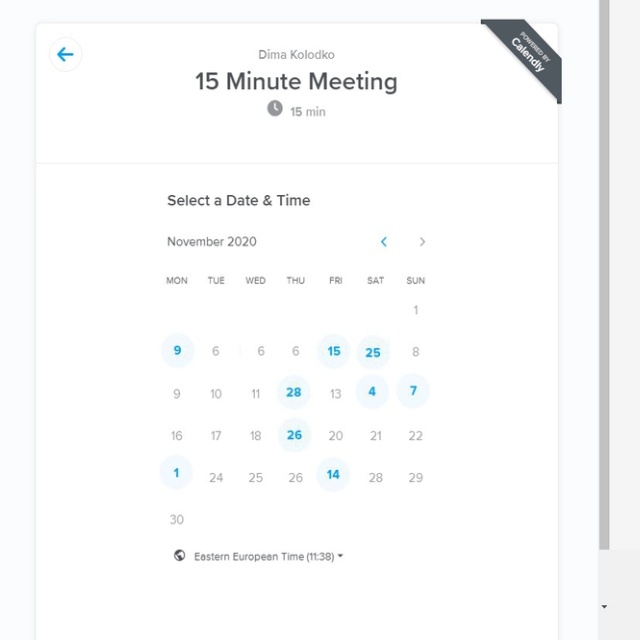 Dima Kolodko
POWERED BY
Calendly
15 Minute Meeting
15 min
Select a Date & Time
November 2020
MON TUE WED THU FRI SAT SUN
1
9 6 6 6 15 25 8
9 10 11 28 13 4 7
16 17 18 26 20 21 22
1 24 25 26 14 28 29
30
Eastern European Time (11:38)